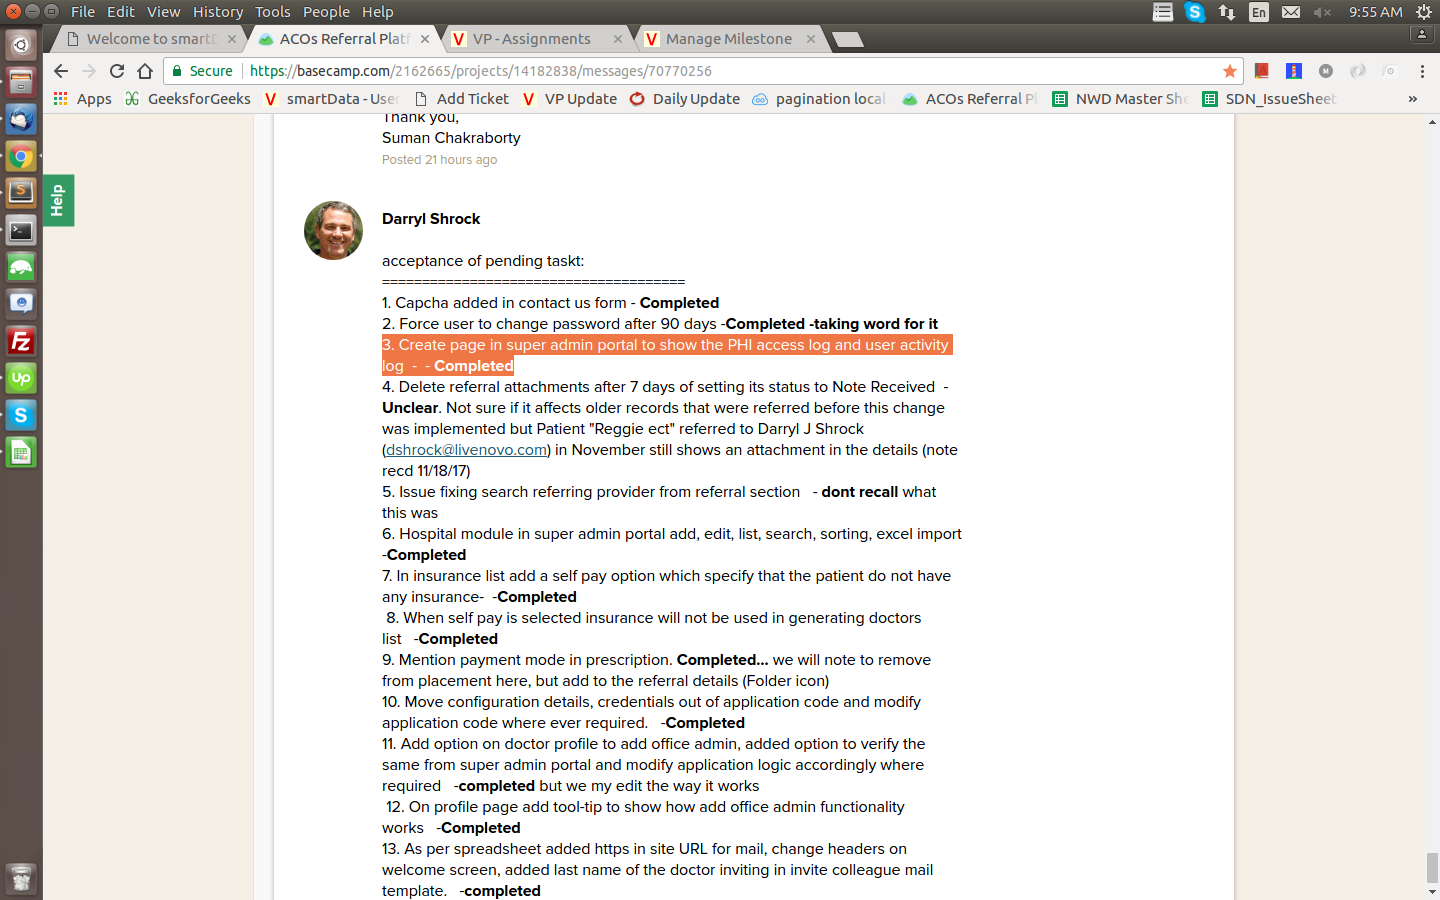 File Edit View History Tools People Help
En
9:55 AM
Welcome to smartD
ACOs Referral Platf
VP - Assignments
Manage Milestone
Secure
https://basecamp.com/2162665/projects/14182838/messages/70770256
Apps
GeeksforGeeks
smartData - User
Add Ticket
VP Update
Daily Update
pagination local
ACOs Referral Pl
NWD Master She
SDN_IssueSheet
»
Help
Thank you,
Suman Chakraborty
Posted 21 hours ago
Darryl Shrock
acceptance of pending taskt:
======================================
1. Capcha added in contact us form - Completed
2. Force user to change password after 90 days -Completed -taking word for it
3. Create page in super admin portal to show the PHI access log and user activity
log - - Completed
4. Delete referral attachments after 7 days of setting its status to Note Received -
Unclear. Not sure if it affects older records that were referred before this change
was implemented but Patient "Reggie ect" referred to Darryl J Shrock
(dshrock@livenovo.com) in November still shows an attachment in the details (note
recd 11/18/17)
5. Issue fixing search referring provider from referral section - dont recall what
this was
6. Hospital module in super admin portal add, edit, list, search, sorting, excel import
-Completed
7. In insurance list add a self pay option which specify that the patient do not have
any insurance- -Completed
8. When self pay is selected insurance will not be used in generating doctors
list -Completed
9. Mention payment mode in prescription. Completed... we will note to remove
from placement here, but add to the referral details (Folder icon)
10. Move configuration details, credentials out of application code and modify
application code where ever required. -Completed
11. Add option on doctor profile to add office admin, added option to verify the
same from super admin portal and modify application logic accordingly where
required -completed but we my edit the way it works
12. On profile page add tool-tip to show how add office admin functionality
works -Completed
13. As per spreadsheet added https in site URL for mail, change headers on
welcome screen, added last name of the doctor inviting in invite colleague mail
template. -completed